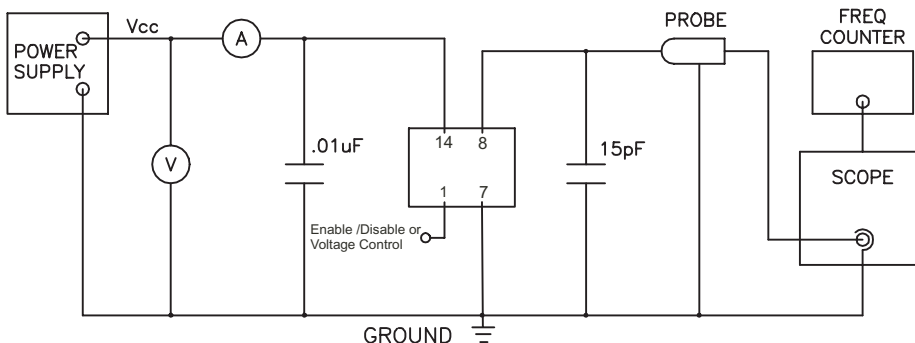 POWER
SUPPLY
Vcc
A
V
.01uF
14 8
1 7
Enable /Disable or
Voltage Control
15pF
PROBE
FREQ
COUNTER
SCOPE
GROUND